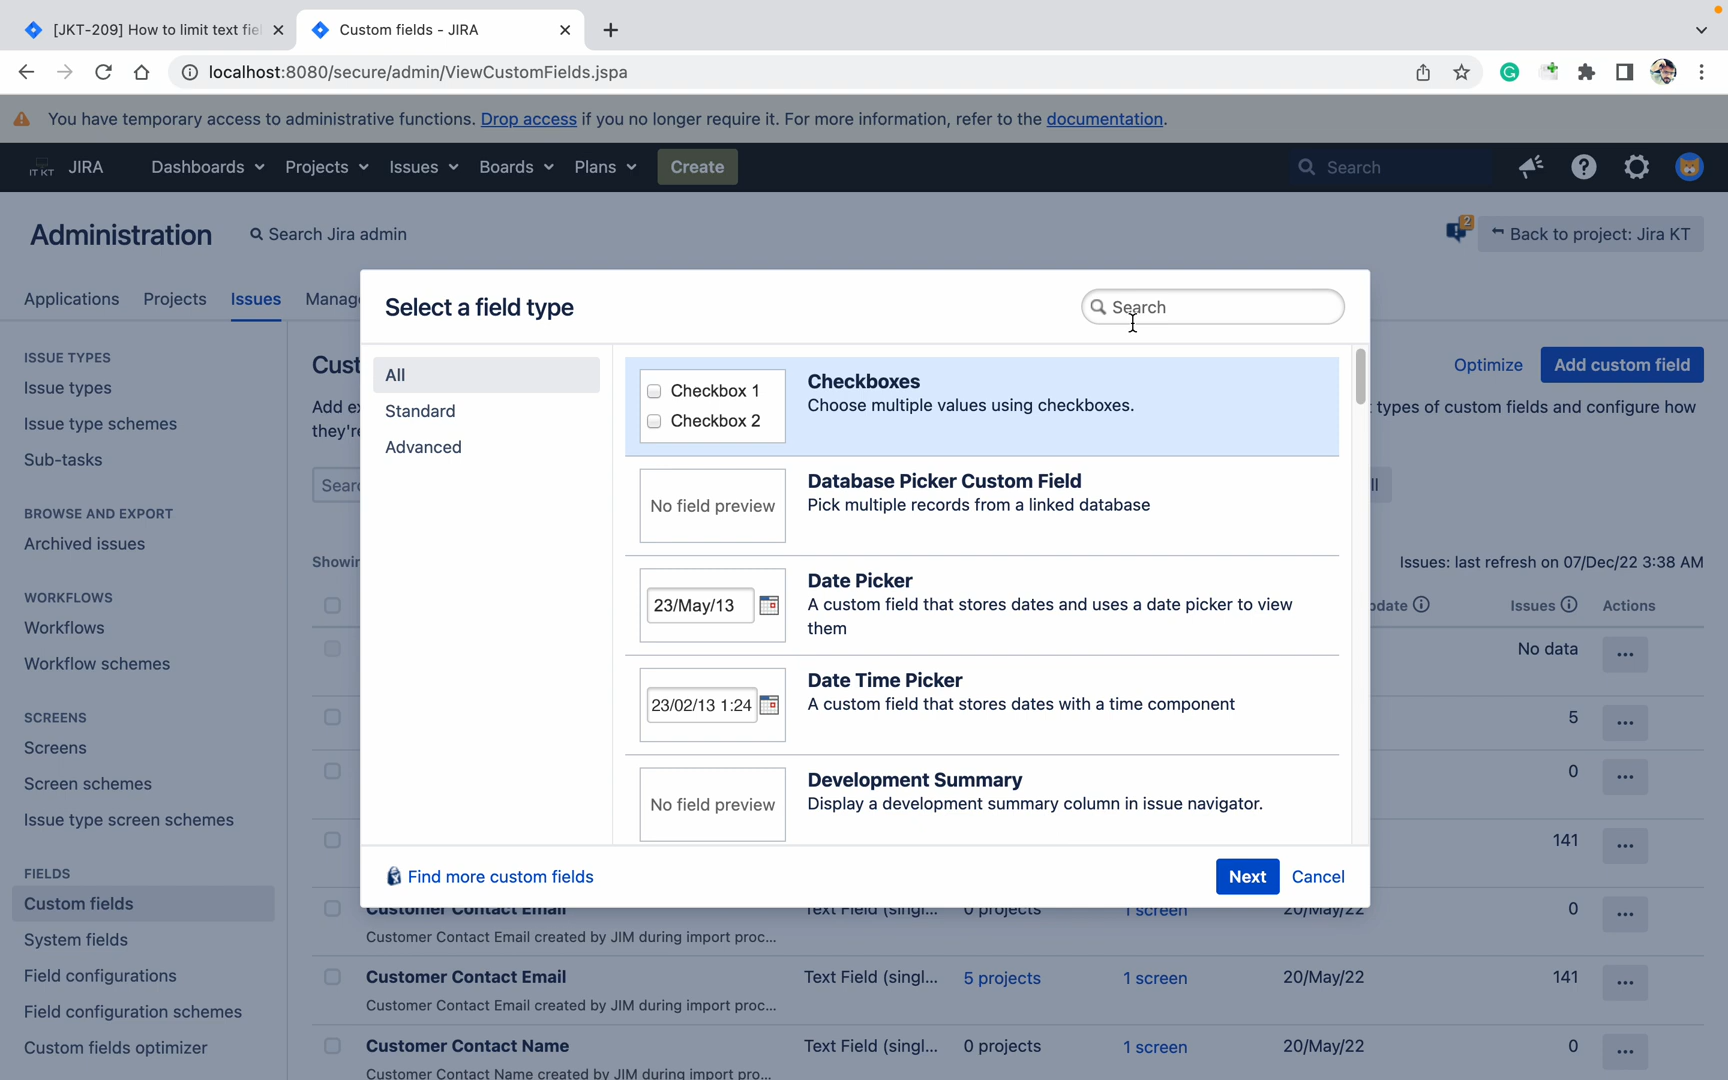 [JKT-209] How to limit text fie
Custom fields - JIRA
localhost:8080/secure/admin/ViewCustomFields.jspa
You have temporary access to administrative functions. Drop access if you no longer require it. For more information, refer to the documentation.
IT KT JIRA Dashboards Projects Issues Boards Plans Create Search
Administration Search Jira admin 2 Back to project: Jira KT
Applications Projects Issues Manag
Select a field type Search
ISSUE TYPES
Issue types
Issue type schemes
Sub-tasks
BROWSE AND EXPORT
Archived issues
WORKFLOWS
Workflows
Workflow schemes
SCREENS
Screens
Screen schemes
Issue type screen schemes
FIELDS
Custom fields
System fields
Field configurations
Field configuration schemes
Custom fields optimizer
Cust
Optimize Add custom field
Add ex
types of custom fields and configure how
they're
Sear
ll
Showin
Issues: last refresh on 07/Dec/22 3:38 AM
pdate Issues Actions
No data
5
0
141
All
Standard
Advanced
Checkbox 1
Checkbox 2
Checkboxes
Choose multiple values using checkboxes.
No field preview
Database Picker Custom Field
Pick multiple records from a linked database
23/May/13
Date Picker
A custom field that stores dates and uses a date picker to view
them
23/02/13 1:24
Date Time Picker
A custom field that stores dates with a time component
No field preview
Development Summary
Display a development summary column in issue navigator.
Find more custom fields Next Cancel
Customer Contact Email Text Field (singl... 0 projects 1 screen 20/May/22 0
Customer Contact Email created by JIM during import proc...
Customer Contact Email Text Field (singl... 5 projects 1 screen 20/May/22 141
Customer Contact Email created by JIM during import proc...
Customer Contact Name Text Field (singl... 0 projects 1 screen 20/May/22 0
Customer Contact Name created by JIM during import pro...